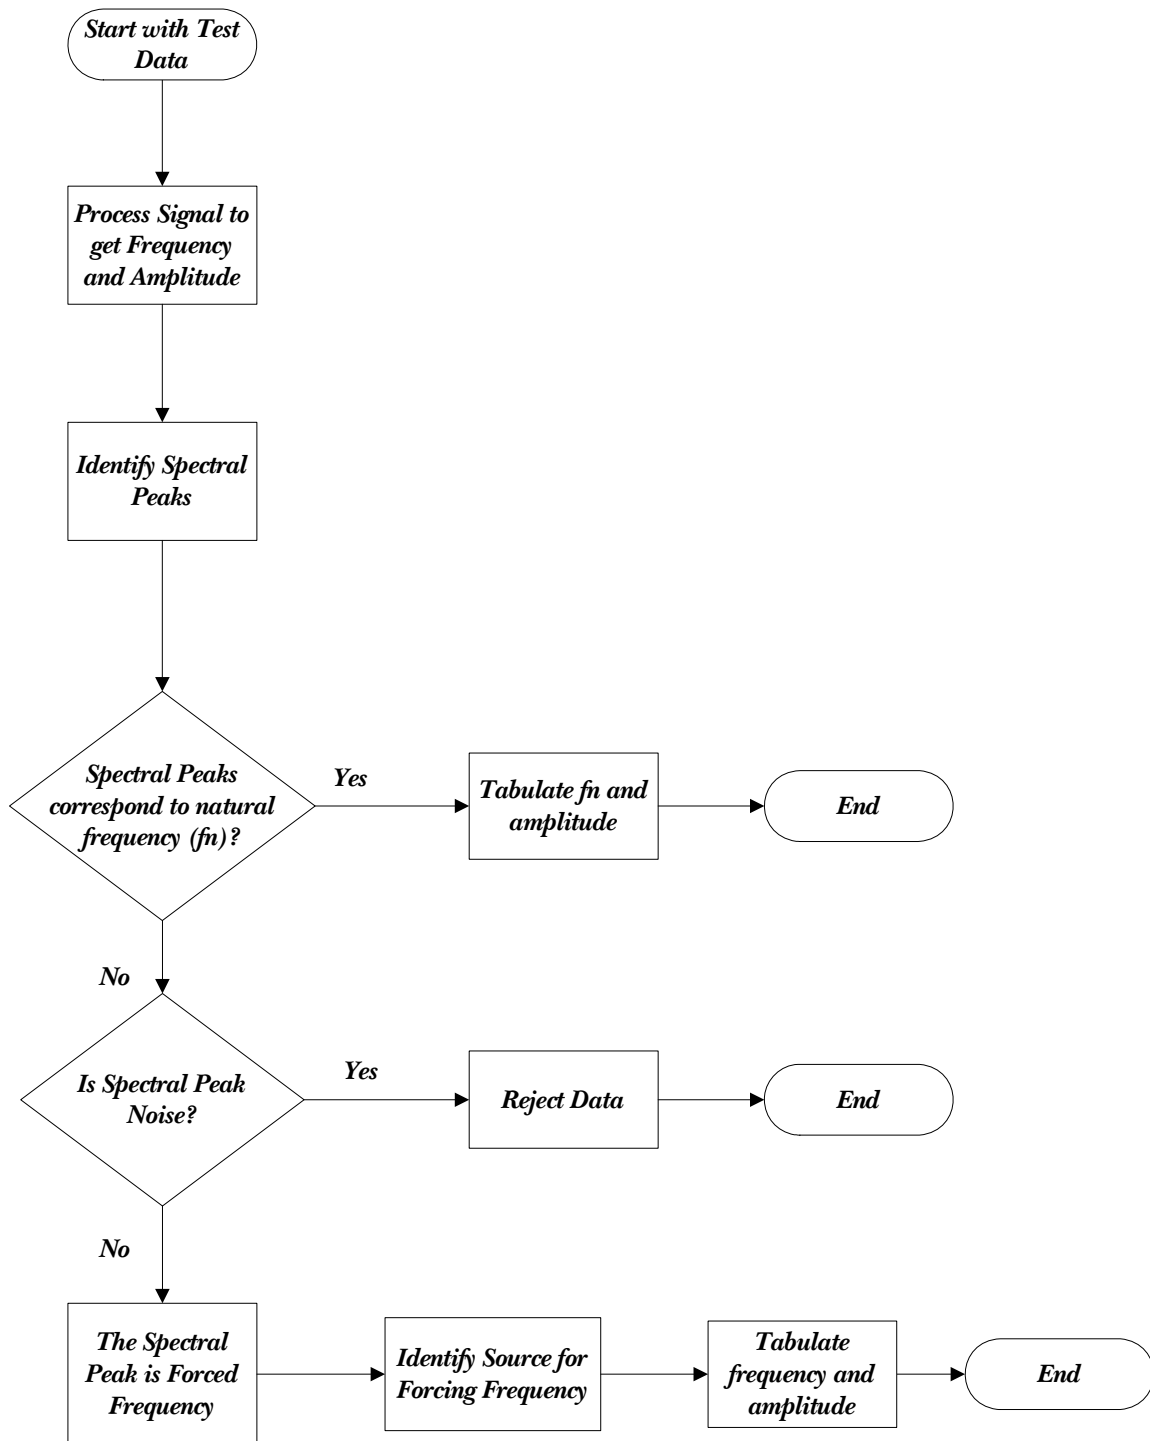 Start with Test
Data
Process Signal to
get Frequency
and Amplitude
Identify Spectral
Peaks
Spectral Peaks
correspond to natural
frequency (fn)?
Yes
Tabulate fn and
amplitude
End
No
Is Spectral Peak
Noise?
Yes
Reject Data
End
No
The Spectral
Peak is Forced
Frequency
Identify Source for
Forcing Frequency
Tabulate
frequency and
amplitude
End